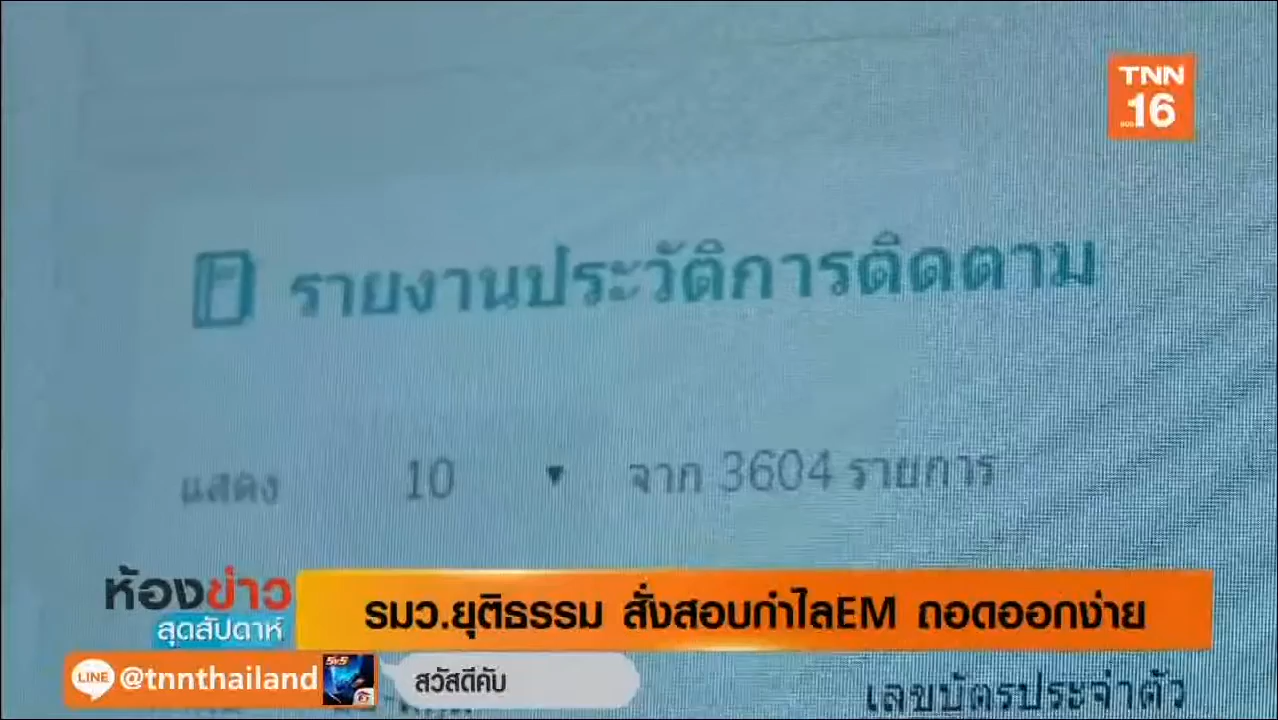 TNN
16
รายงานประวัติการติดตาม
แสดง 10 ▼ จาก 3604 รายการ
ห้องข่าว
สุดสัปดาห์
รมว.ยุติธรรม สั่งสอบกำไลEM ถอดออกง่าย
LINE @tnnthailand 5v5 สวัสดีคับ
เลขบัตรประจำตัว